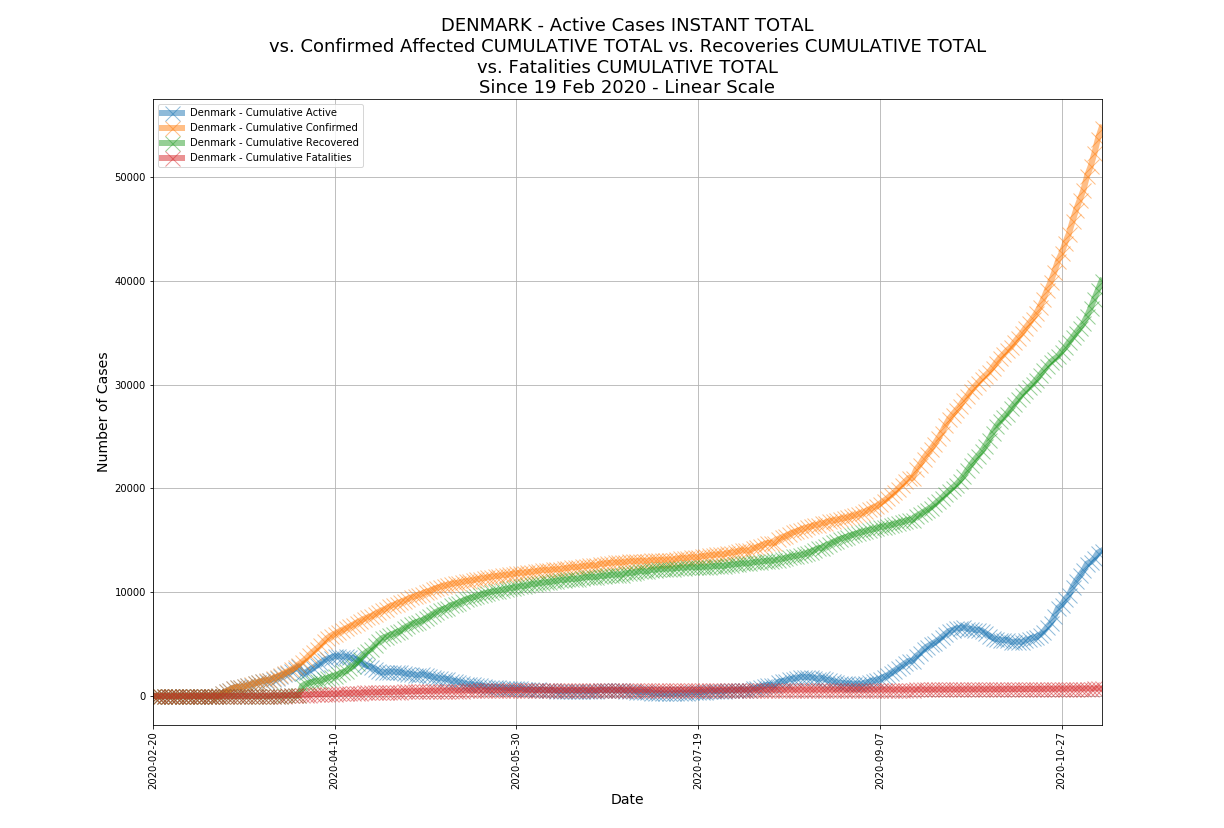 DENMARK - Active Cases INSTANT TOTAL
vs. Confirmed Affected CUMULATIVE TOTAL vs. Recoveries CUMULATIVE TOTAL
vs. Fatalities CUMULATIVE TOTAL
Since 19 Feb 2020 - Linear Scale
Denmark - Cumulative Active
Denmark - Cumulative Confirmed
Denmark - Cumulative Recovered
Denmark - Cumulative Fatalities
Number of Cases
50000
40000
30000
20000
10000
0
2020-02-20
2020-04-10
2020-05-30
2020-07-19
2020-09-07
2020-10-27
Date